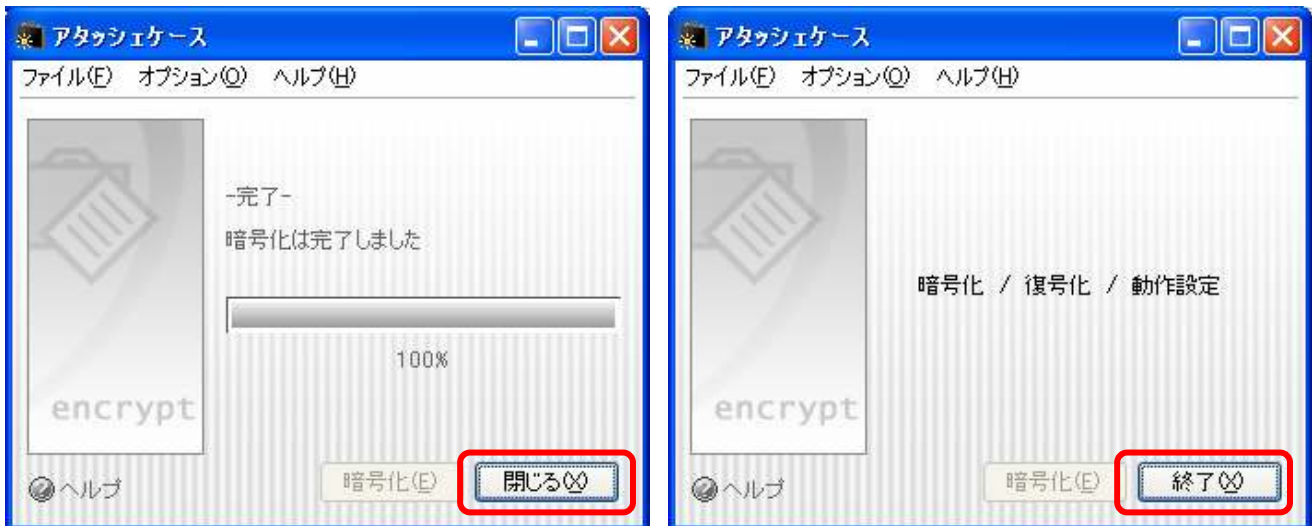 アタッシェケース
ファイル(F) オプション(O) ヘルプ(H)
-完了-
暗号化は完了しました
100%
encrypt
ヘルプ
暗号化(E)
閉じる(X)
アタッシェケース
ファイル(F) オプション(O) ヘルプ(H)
暗号化 / 復号化 / 動作設定
encrypt
ヘルプ
暗号化(E)
終了(X)